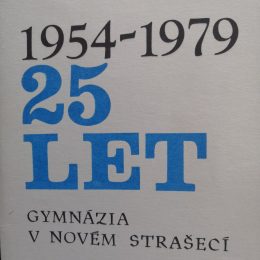 1954-1979
25
LET
GYMNÁZIA
V NOVÉM STRAŠECÍ